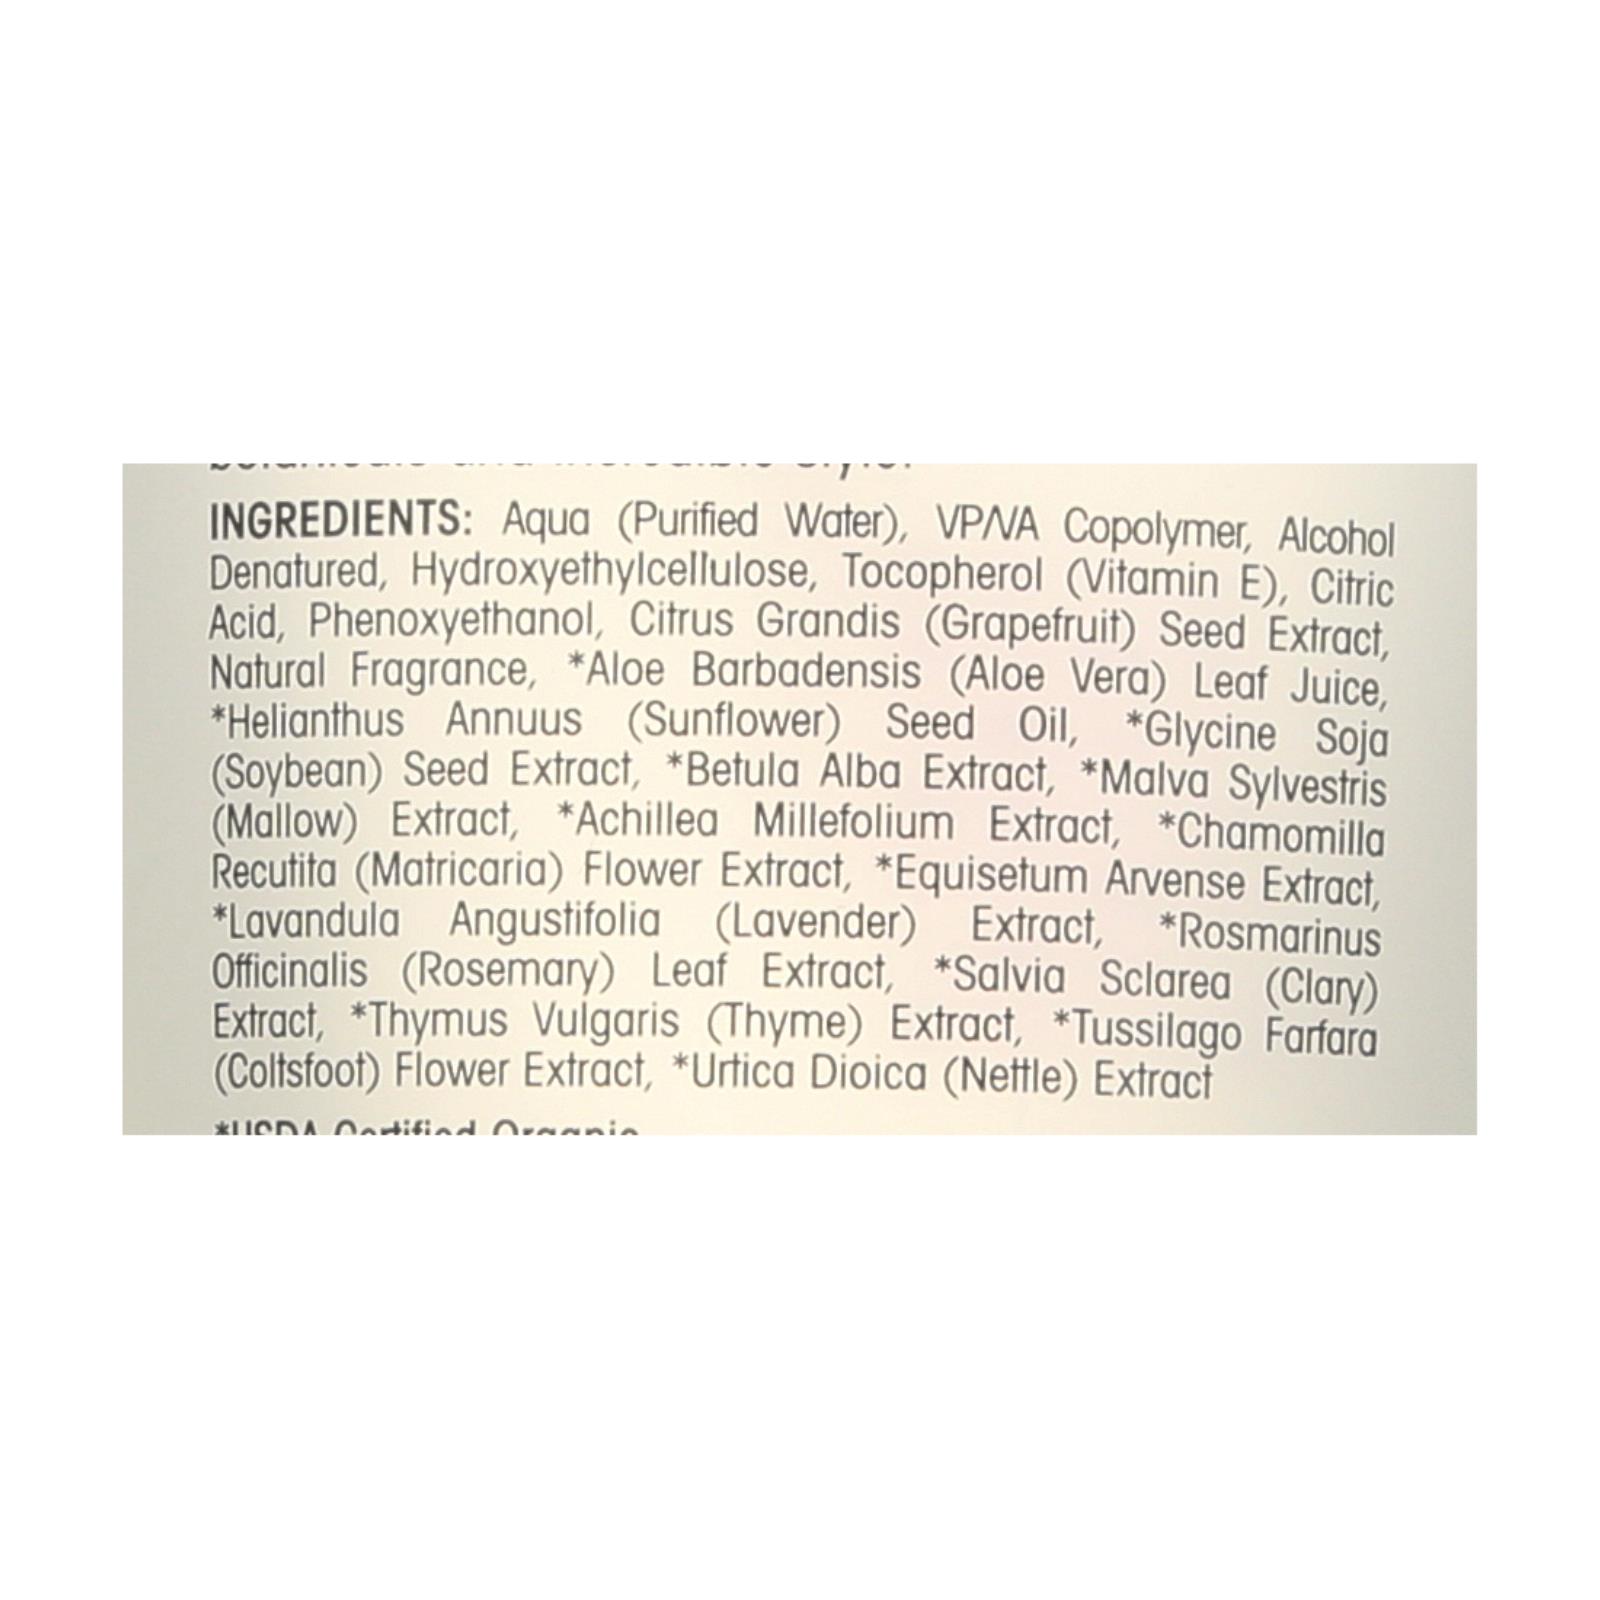 INGREDIENTS: Aqua (Purified Water), VP/VA Copolymer, Alcohol
Denatured, Hydroxyethylcellulose, Tocopherol (Vitamin E), Citric
Acid, Phenoxyethanol, Citrus Grandis (Grapefruit) Seed Extract,
Natural Fragrance, *Aloe Barbadensis (Aloe Vera) Leaf Juice,
*Helianthus Annuus (Sunflower) Seed Oil, *Glycine Soja
(Soybean) Seed Extract, *Betula Alba Extract, *Malva Sylvestris
(Mallow) Extract, *Achillea Millefolium Extract, *Chamomilla
Recutita (Matricaria) Flower Extract, *Equisetum Arvense Extract,
*Lavandula Angustifolia (Lavender) Extract, *Rosmarinus
Officinalis (Rosemary) Leaf Extract, *Salvia Sclarea (Clary)
Extract, *Thymus Vulgaris (Thyme) Extract, *Tussilago Farfara
(Coltsfoot) Flower Extract, *Urtica Dioica (Nettle) Extract
*USDA Certified Organic